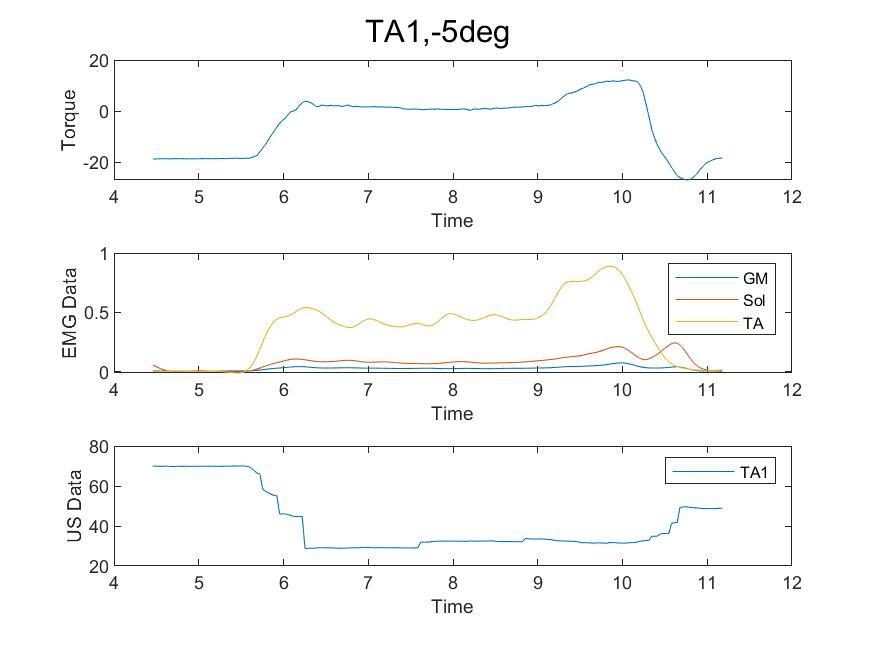 TA1,-5deg
20
0
-20
Torque
4 5 6 7 8 9 10 11 12
Time
1
0.5
0
EMG Data
GM
Sol
TA
4 5 6 7 8 9 10 11 12
Time
80
60
40
20
US Data
TA1
4 5 6 7 8 9 10 11 12
Time